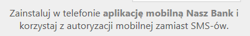 Zainstaluj w telefonie aplikację mobilną Nasz Bank i
korzystaj z autoryzacji mobilnej zamiast SMS-ów.